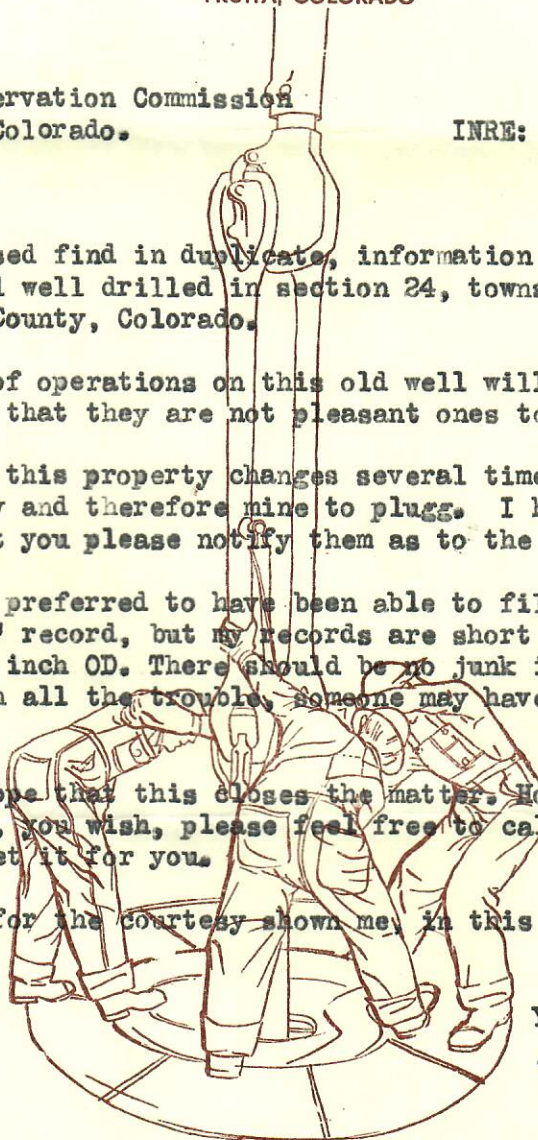 FRUITA, COLORADO
ervation Commission
Colorado. INRE:
sed find in duplicate, information
l well drilled in section 24, towns
County, Colorado.
of operations on this old well will
that they are not pleasant ones to
this property changes several time
y and therefore mine to plugg. I h
t you please notify them as to the
preferred to have been able to fil
record, but my records are short
inch OD. There should be no junk i
h all the trouble, someone may have
ope that this closes the matter. Ho
, you wish, please feel free to cal
et it for you.
for the courtesy shown me, in this
Y